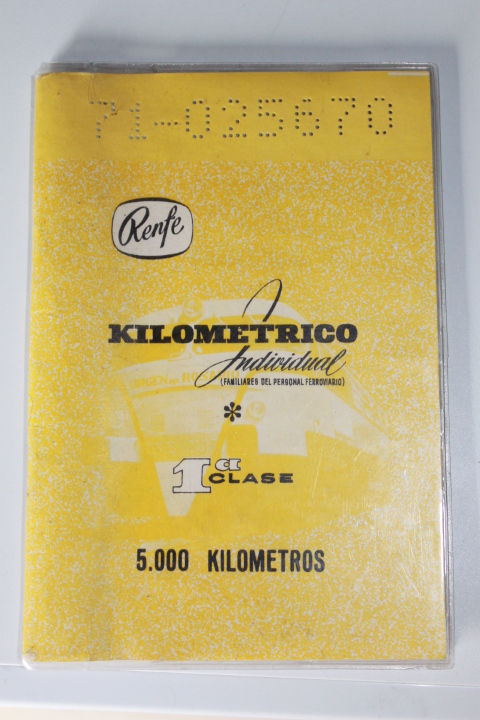 71-025670
Renfe
KILOMETRICO
Individual
(FAMILIARES DEL PERSONAL FERROVIARIO)
*
1a CLASE
5.000 KILOMETROS